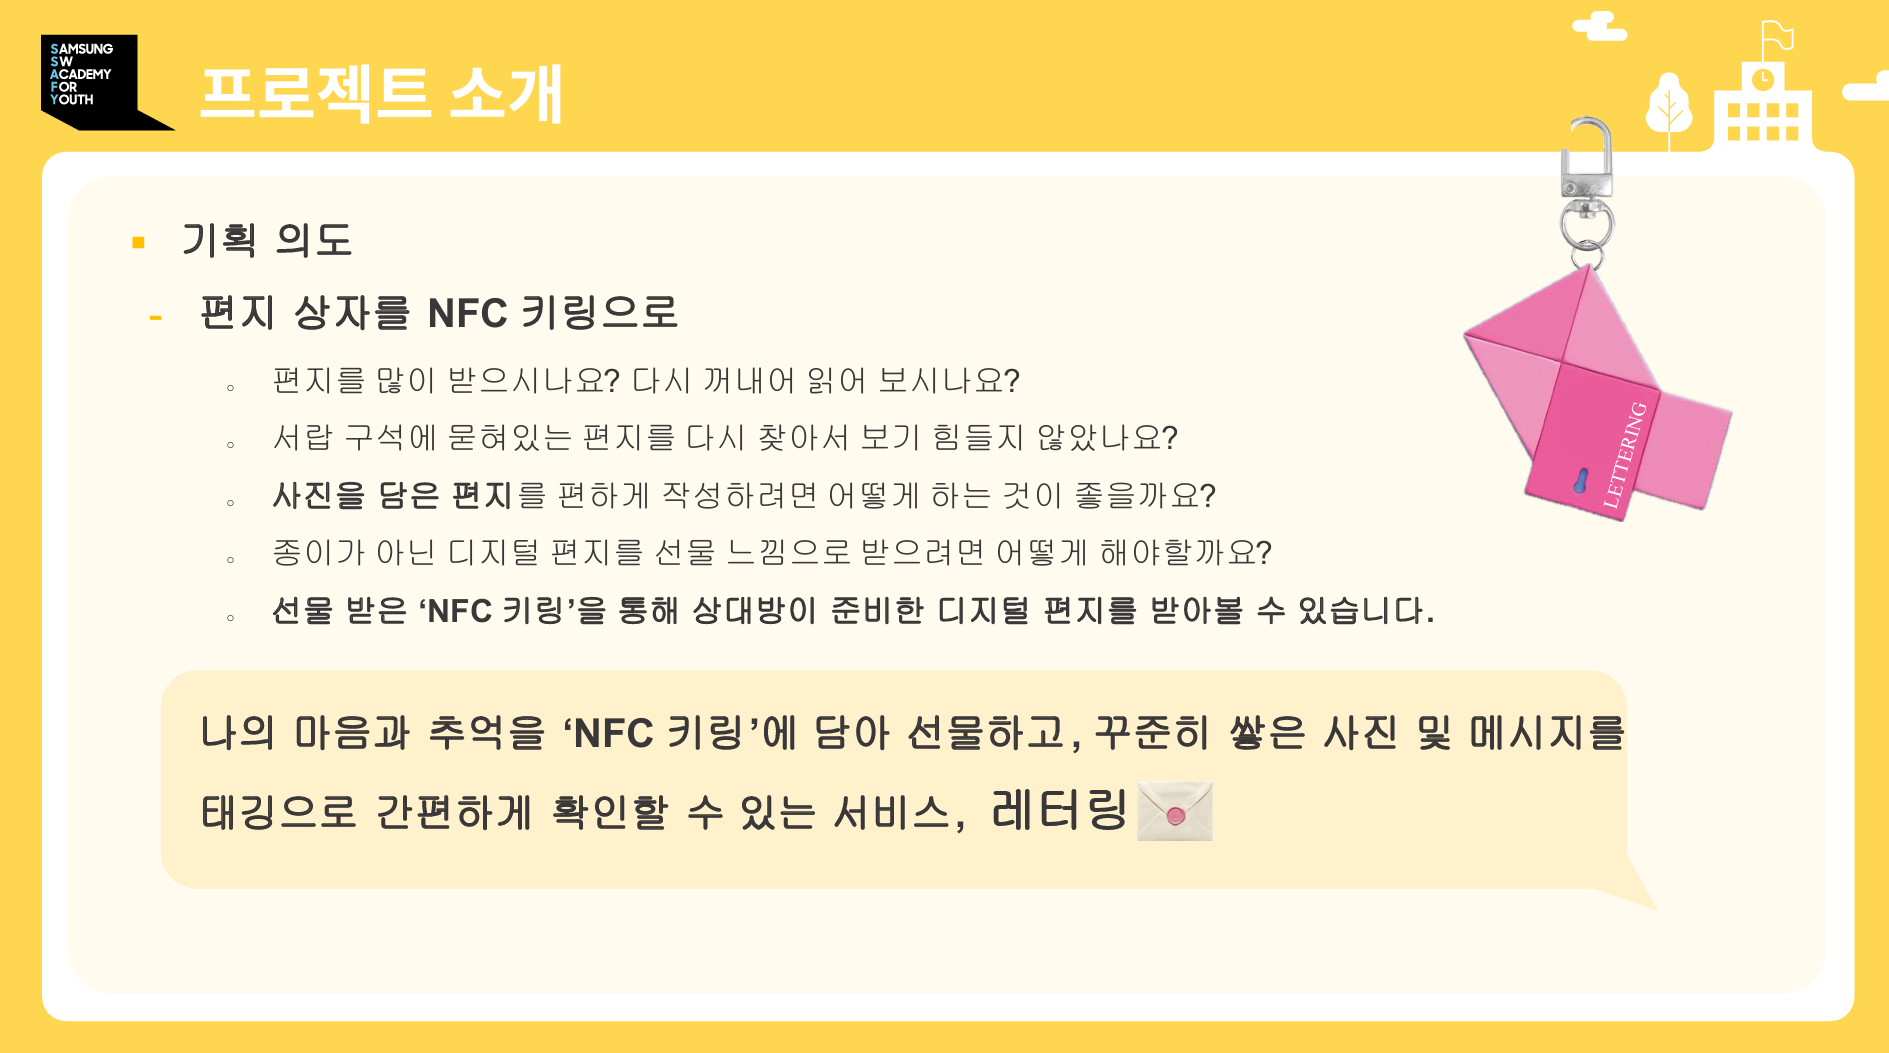 SAMSUNG
SW
ACADEMY
FOR
YOUTH
프로젝트 소개
▪ 기획 의도
- 편지 상자를 NFC 키링으로
◦ 편지를 많이 받으시나요? 다시 꺼내어 읽어 보시나요?
◦ 서랍 구석에 묻혀있는 편지를 다시 찾아서 보기 힘들지 않았나요?
◦ 사진을 담은 편지를 편하게 작성하려면 어떻게 하는 것이 좋을까요?
◦ 종이가 아닌 디지털 편지를 선물 느낌으로 받으려면 어떻게 해야할까요?
◦ 선물 받은 ‘NFC 키링’을 통해 상대방이 준비한 디지털 편지를 받아볼 수 있습니다.
LETTERING
나의 마음과 추억을 ‘NFC 키링’에 담아 선물하고, 꾸준히 쌓은 사진 및 메시지를
태깅으로 간편하게 확인할 수 있는 서비스, 레터링